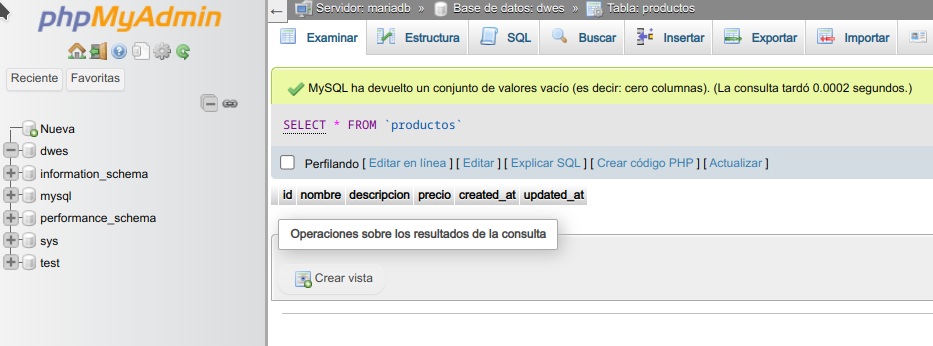 phpMyAdmin
Reciente Favoritas
Nueva
dwes
information_schema
mysql
performance_schema
sys
test
Servidor: mariadb » Base de datos: dwes » Tabla: productos
Examinar Estructura SQL Buscar Insertar Exportar Importar
MySQL ha devuelto un conjunto de valores vacío (es decir: cero columnas). (La consulta tardó 0.0002 segundos.)
SELECT * FROM `productos`
Perfilando [ Editar en línea ] [ Editar ] [ Explicar SQL ] [ Crear código PHP ] [ Actualizar ]
id nombre descripcion precio created_at updated_at
Operaciones sobre los resultados de la consulta
Crear vista